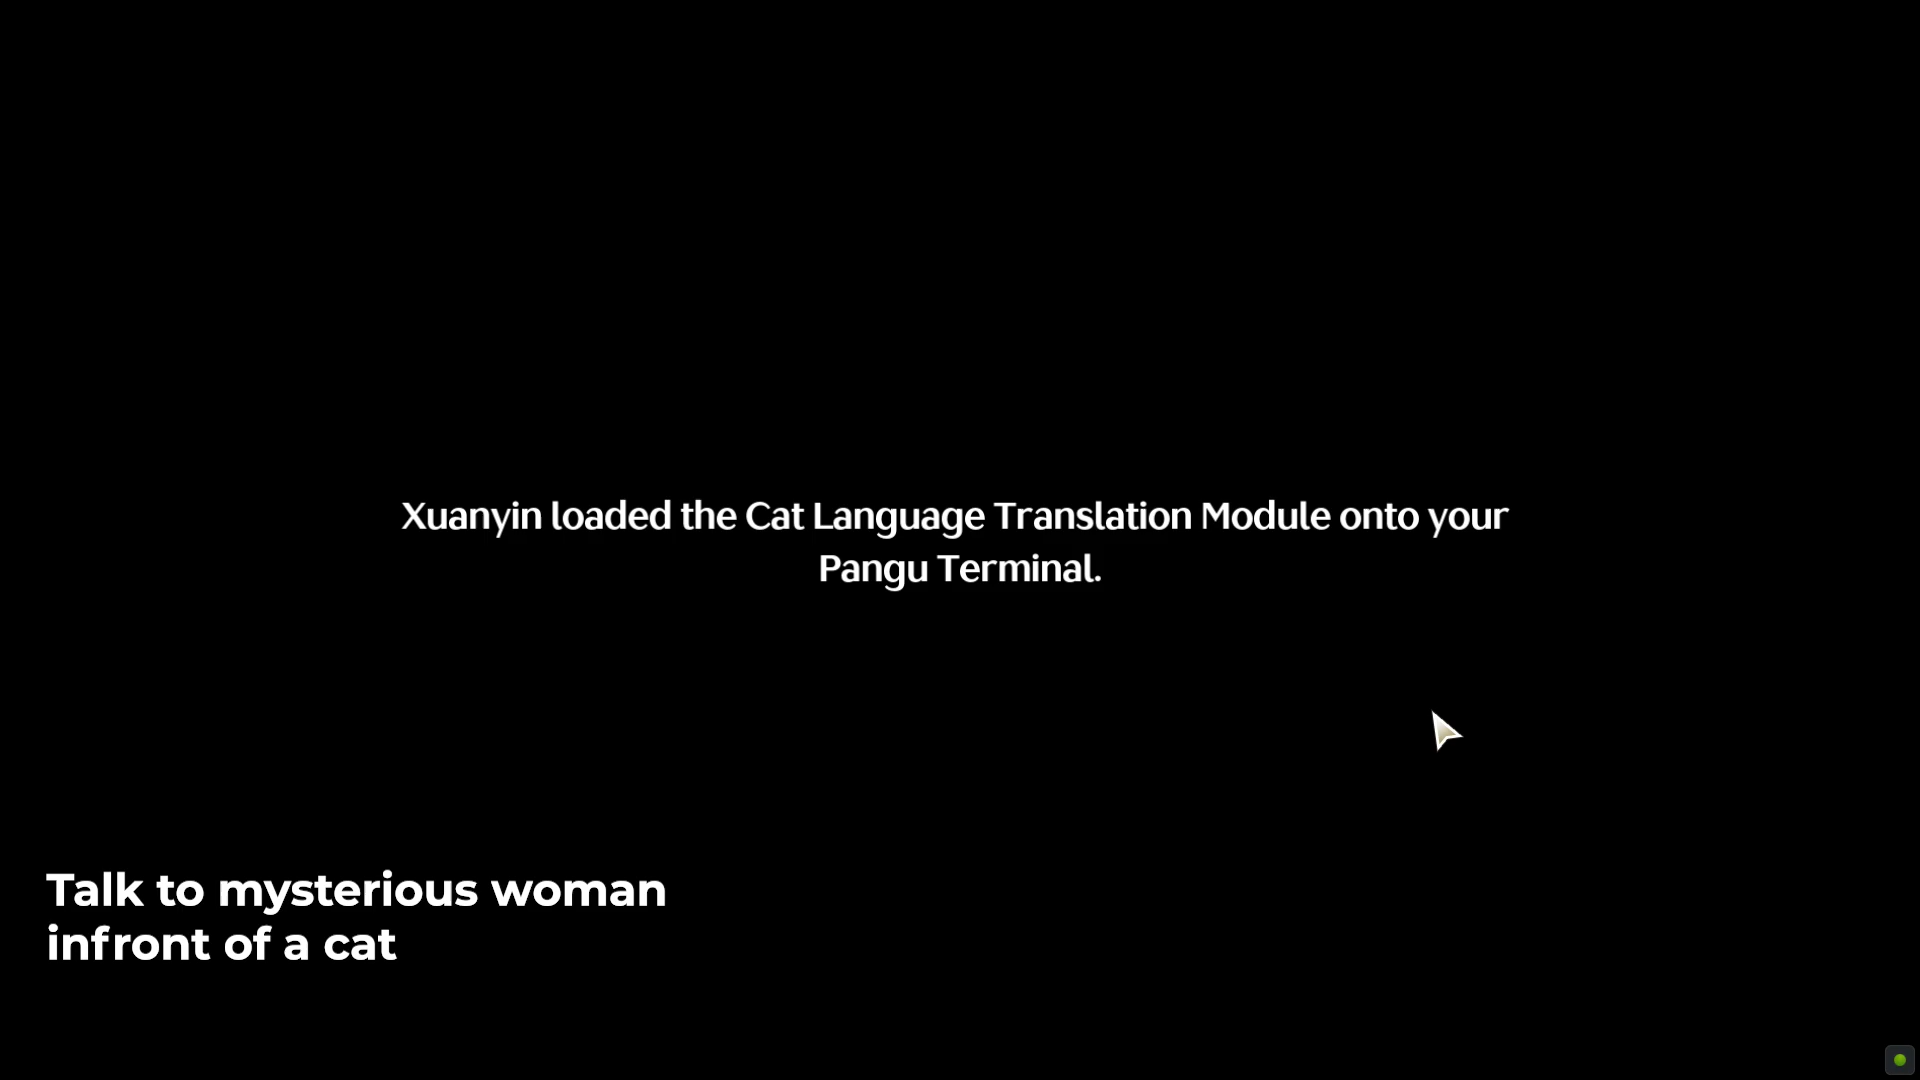 Xuanyin loaded the Cat Language Translation Module onto your
Pangu Terminal.
Talk to mysterious woman
infront of a cat